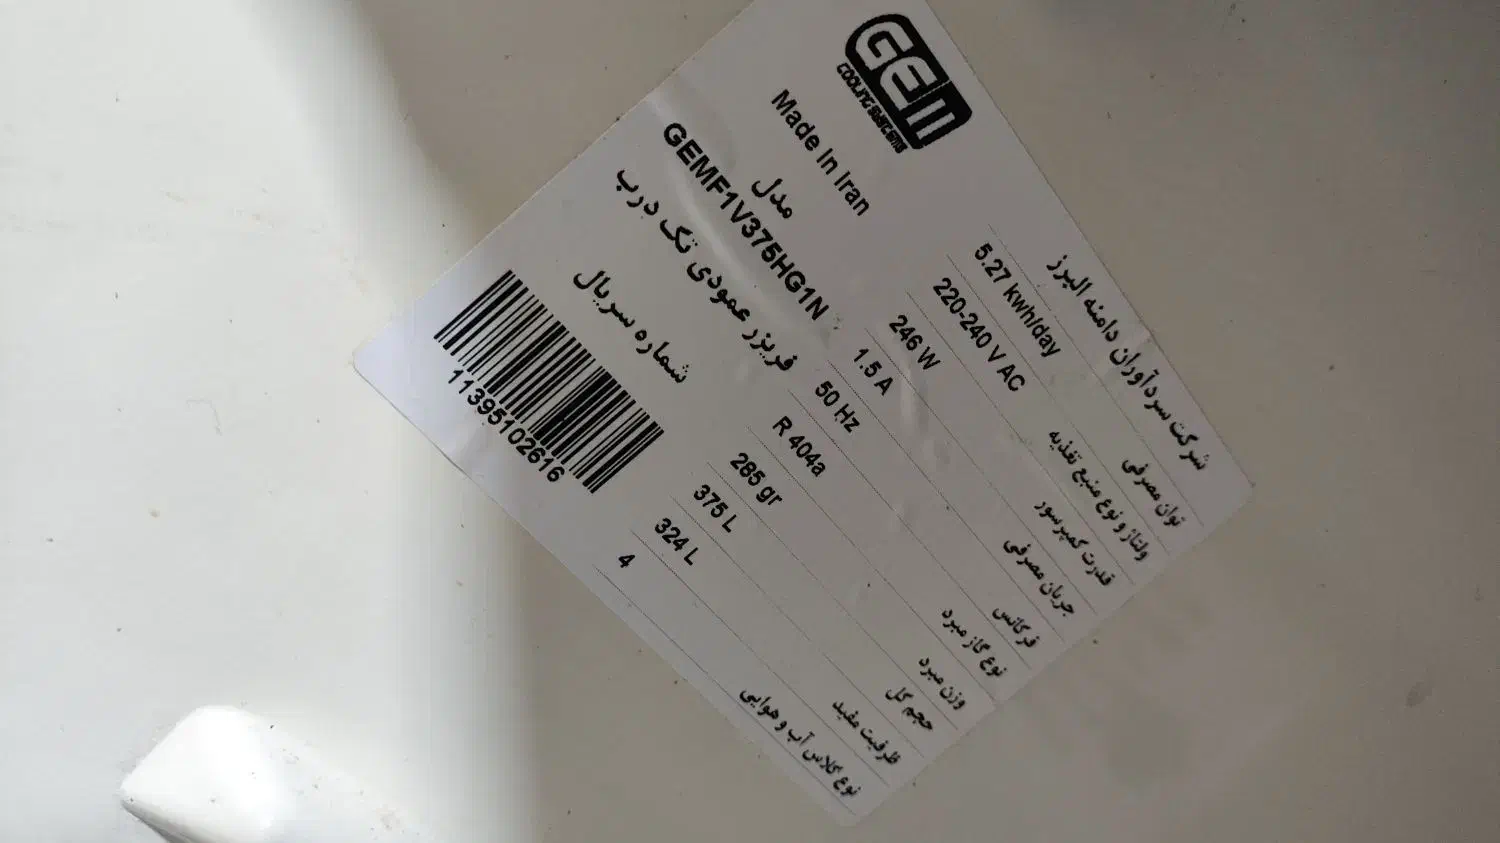 GEM
COOLING SYSTEMS
Made In Iran
مدل
GEMF1V375HG1N
فریزر عمودی تک درب
شماره سریال
11395102616
شرکت سردآوران دامنه البرز
توان مصرفی 5.27 kwh/day
ولتاژ و نوع منبع تغذیه 220-240 V AC
قدرت کمپرسور 246 W
جریان مصرفی 1.5 A
فرکانس 50 Hz
نوع گاز مبرد R 404a
وزن مبرد 285 gr
حجم کل 375 L
ظرفیت مفید 324 L
نوع کلاس آب و هوایی 4